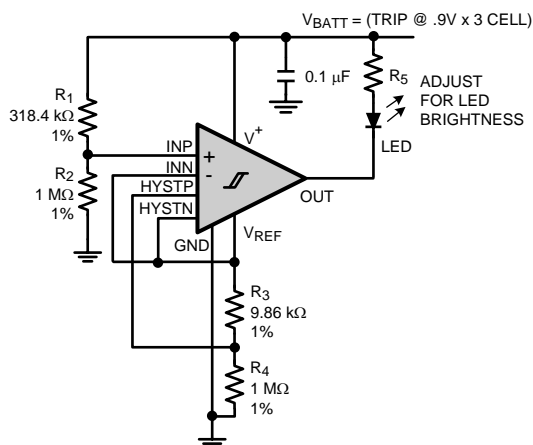 V_BATT = (TRIP @ .9V x 3 CELL)
R1
318.4 kΩ
1%
R2
1 MΩ
1%
0.1 μF
R5
ADJUST
FOR LED
BRIGHTNESS
LED
V+
INP
INN
HYSTP
HYSTN
+
-
OUT
GND
V_REF
R3
9.86 kΩ
1%
R4
1 MΩ
1%